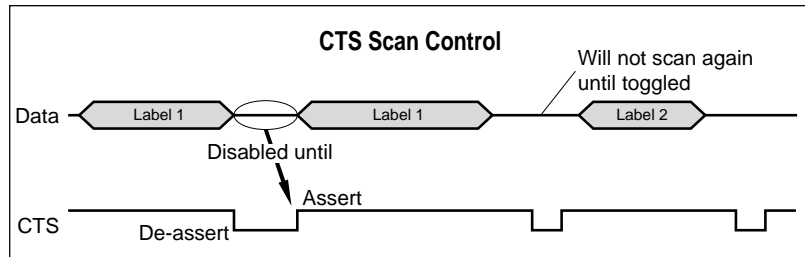 CTS Scan Control
Will not scan again
until toggled
Data
Label 1
Label 1
Label 2
Disabled until
Assert
De-assert
CTS